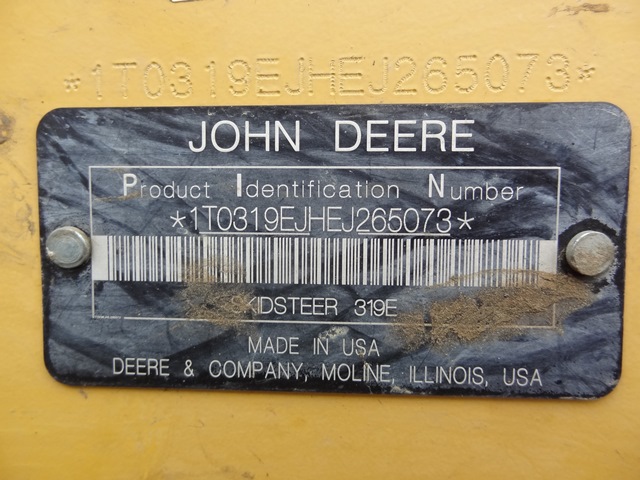 *1T0319EJHEJ265073*
JOHN DEERE
Product Identification Number
*1T0319EJHEJ265073*
SKIDSTEER 319E
MADE IN USA
DEERE & COMPANY, MOLINE, ILLINOIS, USA